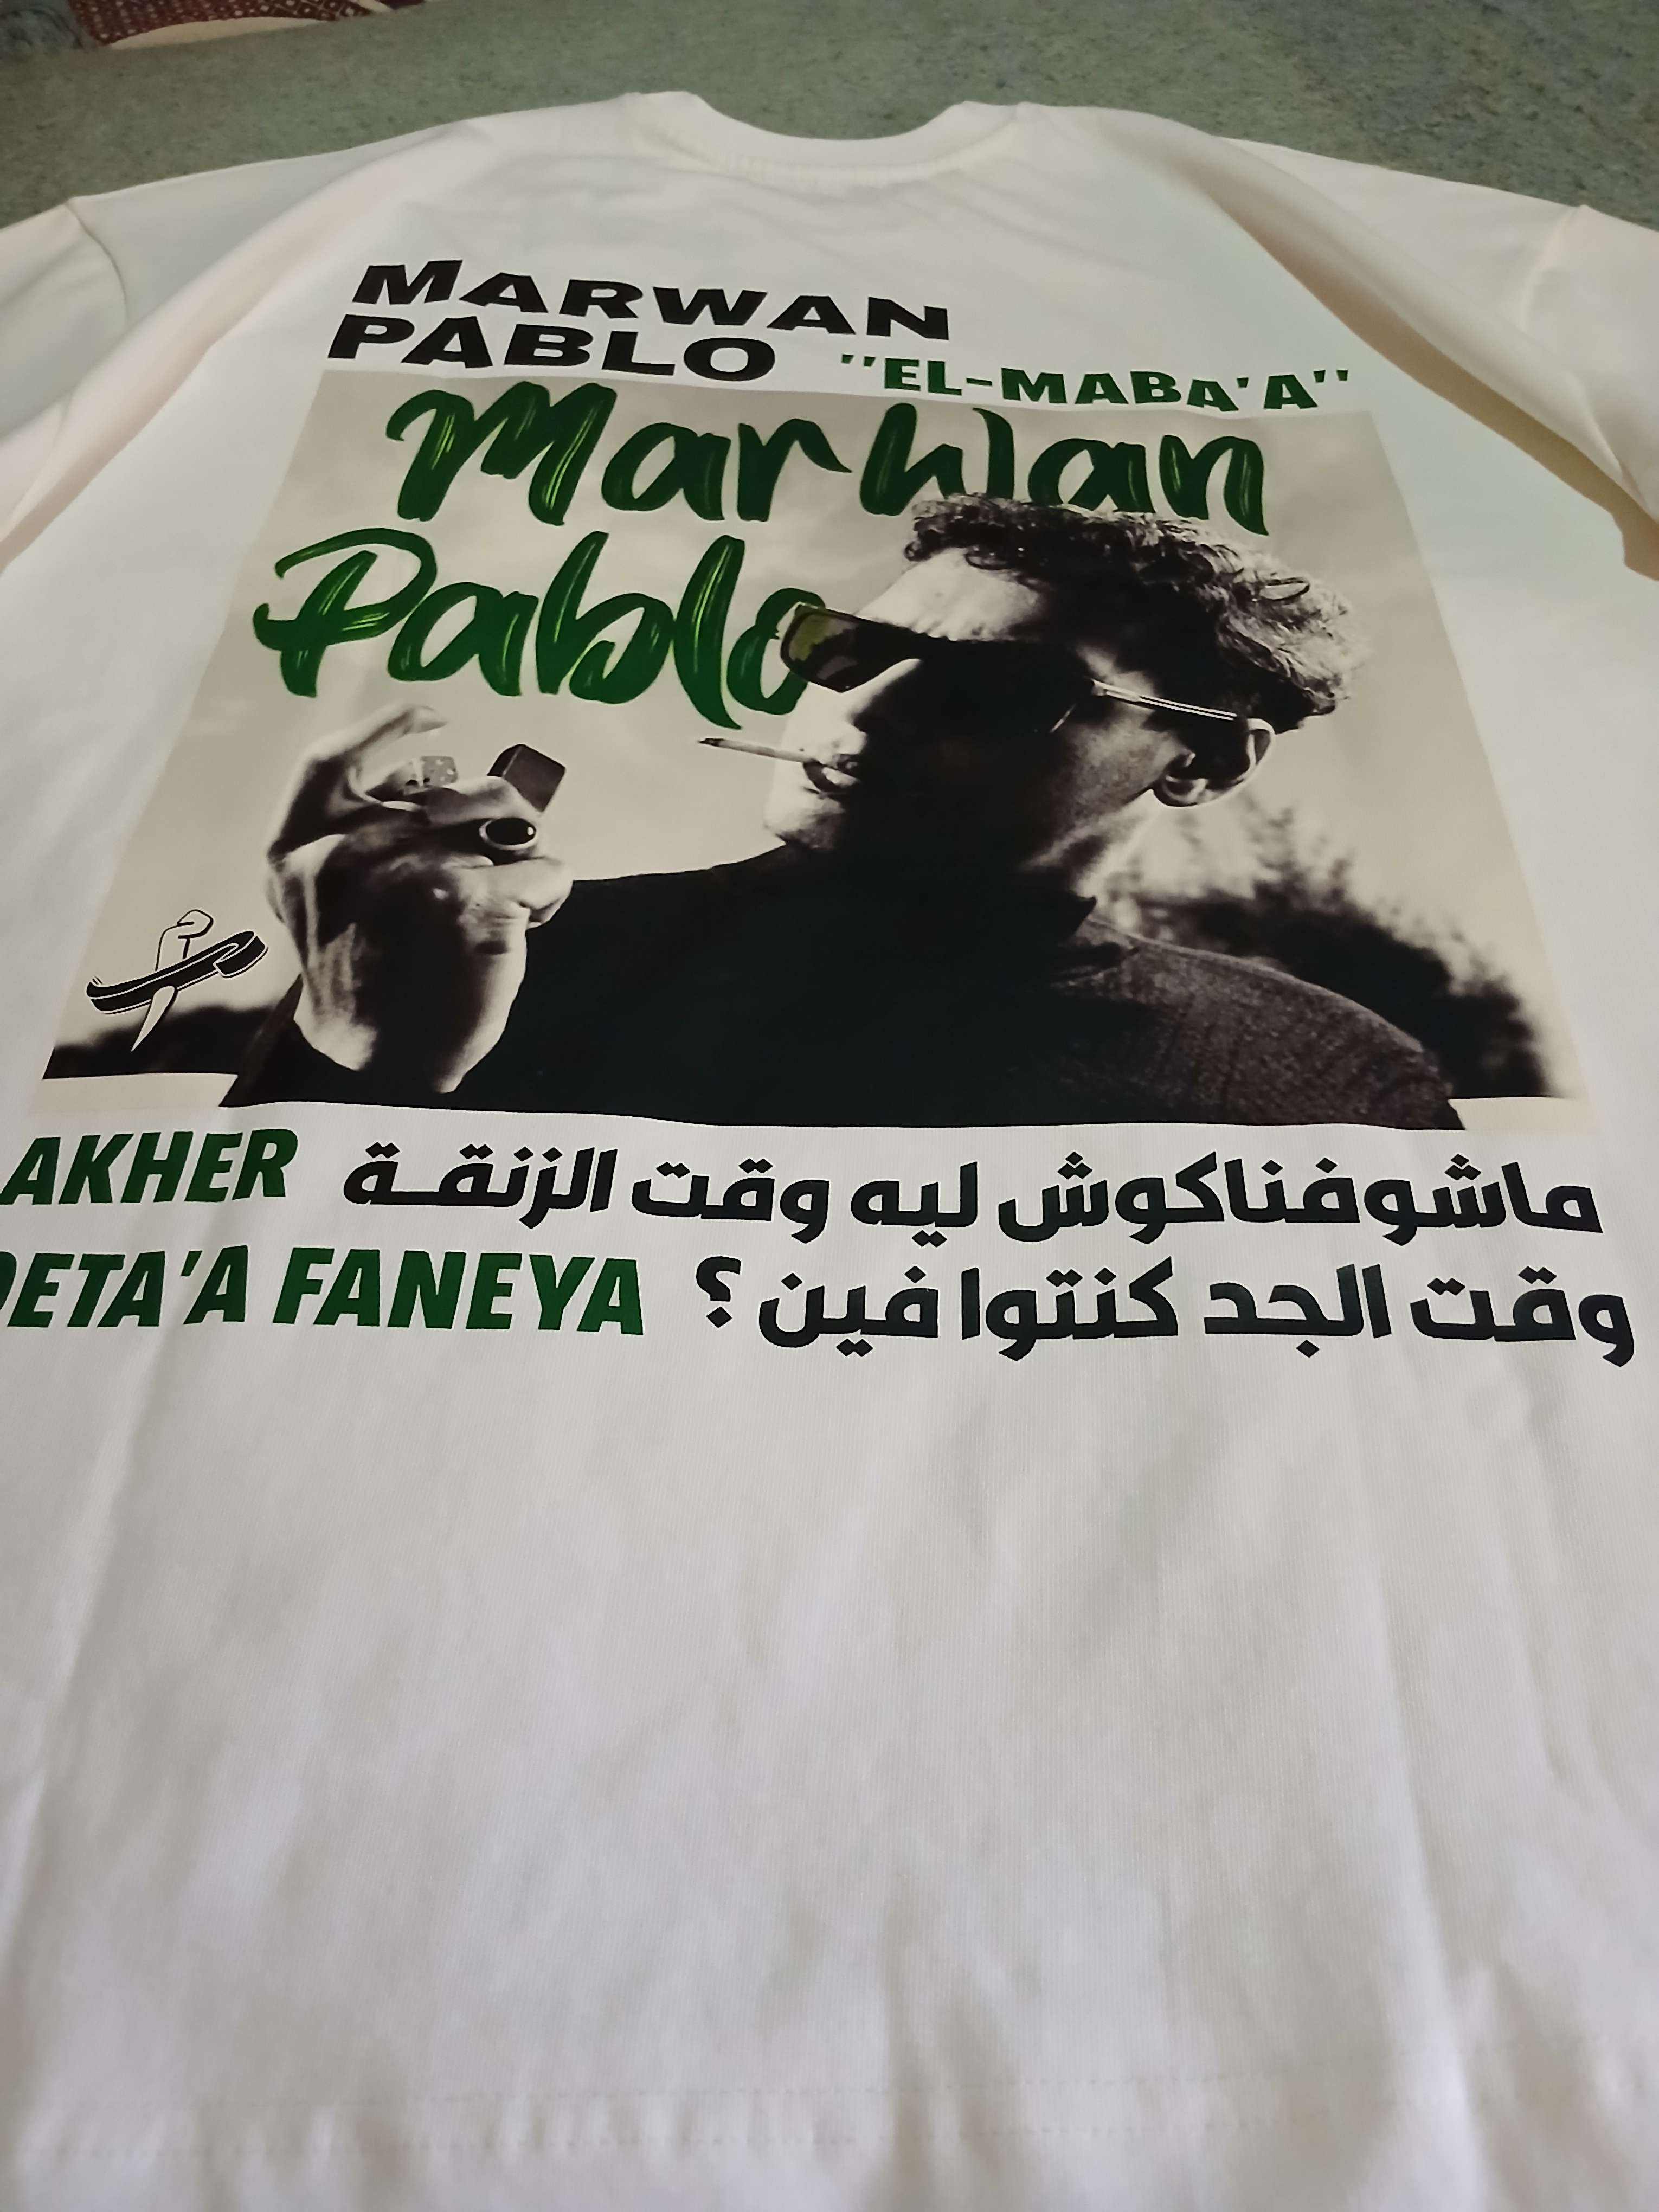 MARWAN
PABLO "EL-MABA'A"
Marwan
Pablo
AKHER ماشوفناكوش ليه وقت الزنقة
DETA'A FANEYA وقت الجد كنتوا فين؟